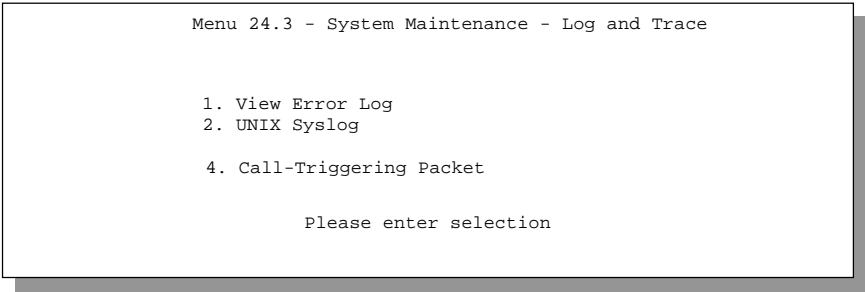 Menu 24.3 - System Maintenance - Log and Trace
1. View Error Log
2. UNIX Syslog
4. Call-Triggering Packet
Please enter selection